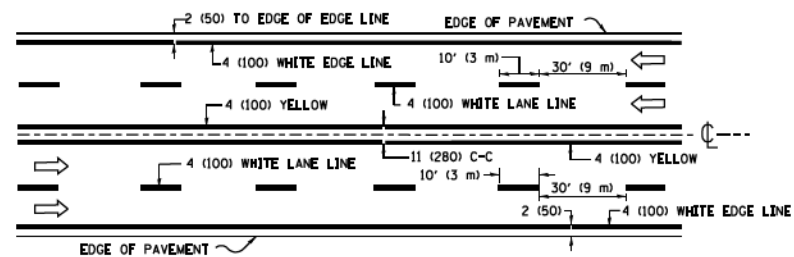 2 (50) TO EDGE OF EDGE LINE
EDGE OF PAVEMENT
4 (100) WHITE EDGE LINE
10' (3 m)
30' (9 m)
4 (100) YELLOW
4 (100) WHITE LANE LINE
℄
4 (100) WHITE LANE LINE
11 (280) C-C
4 (100) YELLOW
10' (3 m)
30' (9 m)
2 (50)
4 (100) WHITE EDGE LINE
EDGE OF PAVEMENT